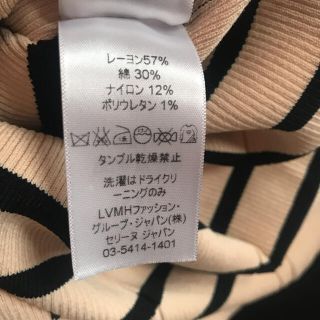 レーヨン57%
綿 30%
ナイロン 12%
ポリウレタン 1%
タンブル乾燥禁止
洗濯はドライクリ
ーニングのみ
LVMHファッション・
グループ・ジャパン(株)
セリーヌ ジャパン
03-5414-1401